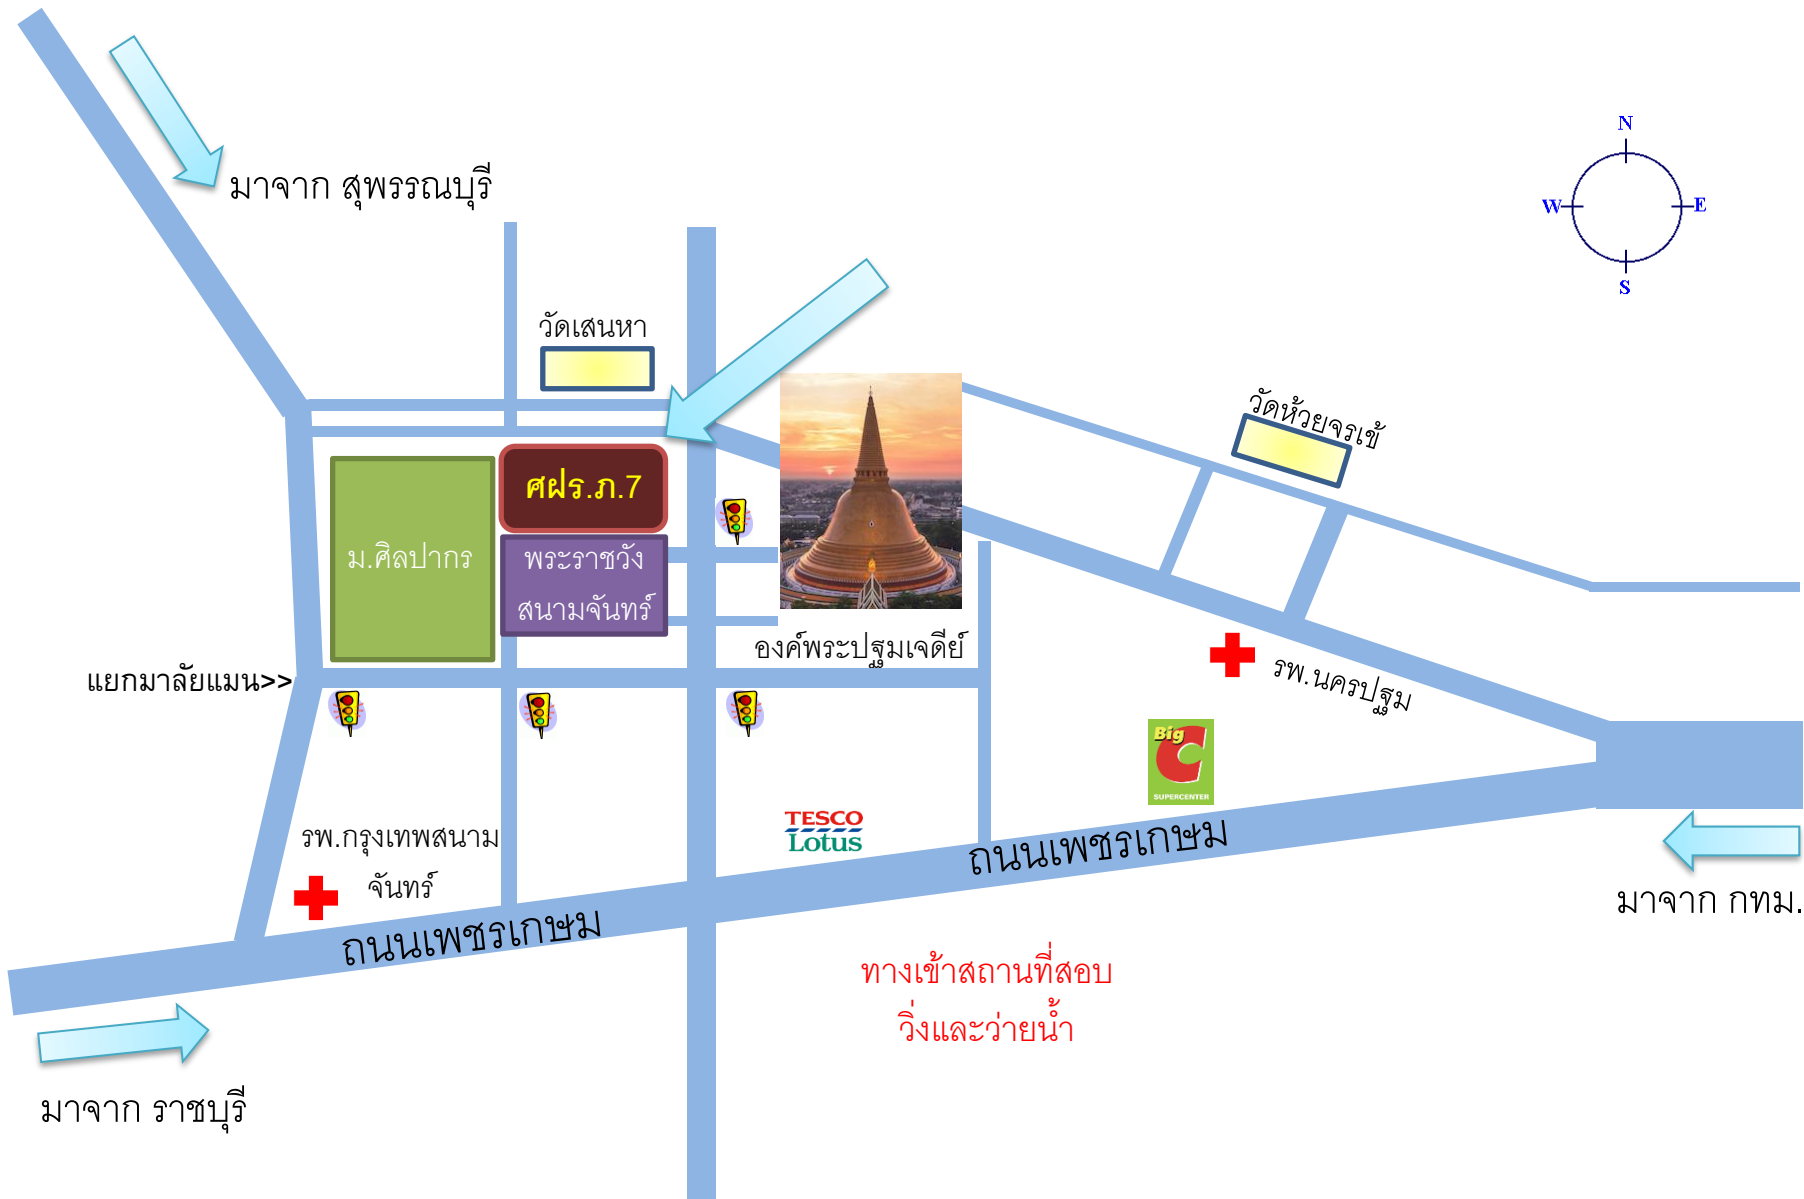 N
มาจาก สุพรรณบุรี
W
E
S
วัดเสนหา
วัดห้วยจรเข้
ศฝร.ภ.7
ม.ศิลปากร
พระราชวัง
สนามจันทร์
องค์พระปฐมเจดีย์
แยกมาลัยแมน>>
รพ.นครปฐม
Big
C
SUPERCENTER
TESCO
Lotus
รพ.กรุงเทพสนาม
จันทร์
ถนนเพชรเกษม
ถนนเพชรเกษม
มาจาก กทม.
ทางเข้าสถานที่สอบ
วิ่งและว่ายน้ำ
มาจาก ราชบุรี